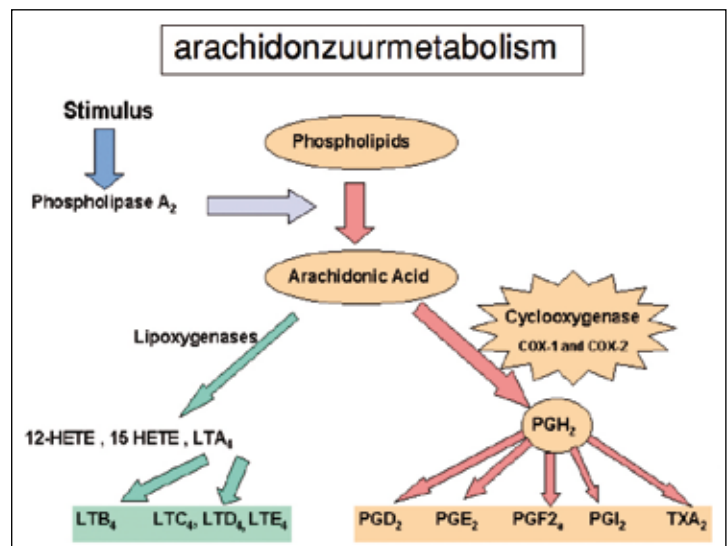 arachidonzuurmetabolism
Stimulus
Phospholipids
Phospholipase A₂
Arachidonic Acid
Lipoxygenases
Cyclooxygenase
COX-1 and COX-2
12-HETE , 15 HETE , LTA₄
PGH₂
LTB₄
LTC₄, LTD₄, LTE₄
PGD₂
PGE₂
PGF2₄
PGI₂
TXA₂